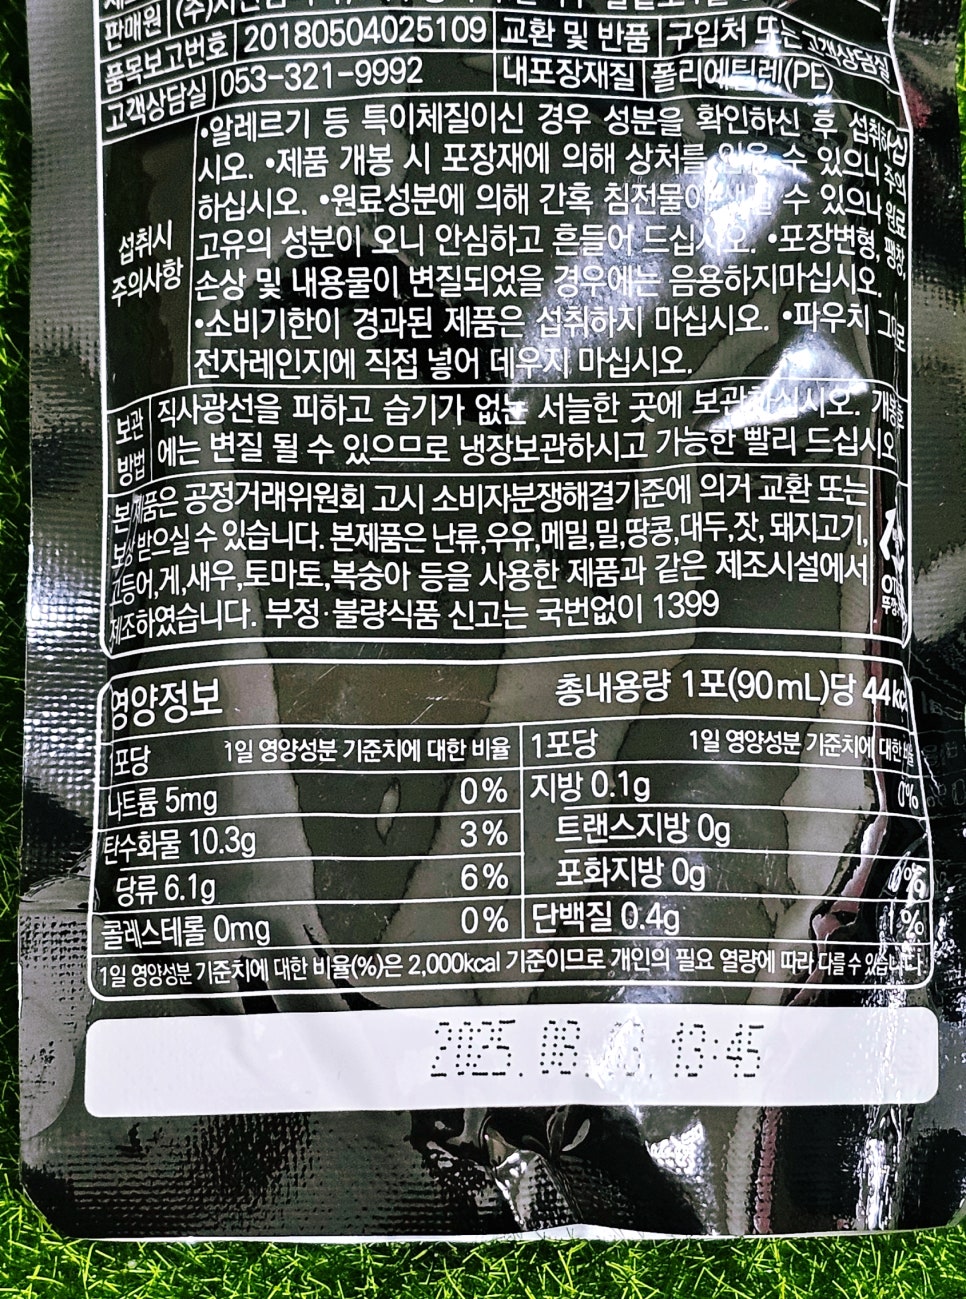 판매원 (주)
품목보고번호 20180504025109 교환 및 반품 구입처 또는 고객상담실
고객상담실 053-321-9992 내포장재질 폴리에틸렌(PE)
섭취시 주의사항
•알레르기 등 특이체질이신 경우 성분을 확인하신 후 섭취하십
시오. •제품 개봉 시 포장재에 의해 상처를 입을 수 있으니 주의
하십시오. •원료성분에 의해 간혹 침전물이 수 있으나 원료
고유의 성분이 오니 안심하고 흔들어 드십시오. •포장변형, 팽창,
손상 및 내용물이 변질되었을 경우에는 음용하지마십시오.
•소비기한이 경과된 제품은 섭취하지 마십시오. •파우치 그대로
전자레인지에 직접 넣어 데우지 마십시오.
보관 방법
직사광선을 피하고 습기가 없는 서늘한 곳에 보관하십시오. 개봉후
에는 변질 될 수 있으므로 냉장보관하시고 가능한 빨리 드십시오
본제품은 공정거래위원회 고시 소비자분쟁해결기준에 의거 교환 또는
보상 받으실 수 있습니다. 본제품은 난류,우유,메밀,밀,땅콩,대두,잣, 돼지고기,
고등어,게,새우,토마토,복숭아 등을 사용한 제품과 같은 제조시설에서
제조하였습니다. 부정·불량식품 신고는 국번없이 1399
영양정보 총내용량 1포(90mL)당 44kcal
1포당 1일 영양성분 기준치에 대한 비율 1포당 1일 영양성분 기준치에 대한 비율
나트륨 5mg 0% 지방 0.1g 0%
탄수화물 10.3g 3% 트랜스지방 0g
당류 6.1g 6% 포화지방 0g 0%
콜레스테롤 0mg 0% 단백질 0.4g %
1일 영양성분 기준치에 대한 비율(%)은 2,000kcal 기준이므로 개인의 필요 열량에 따라 다를 수 있습니다
2025. 08. 13. 13:45